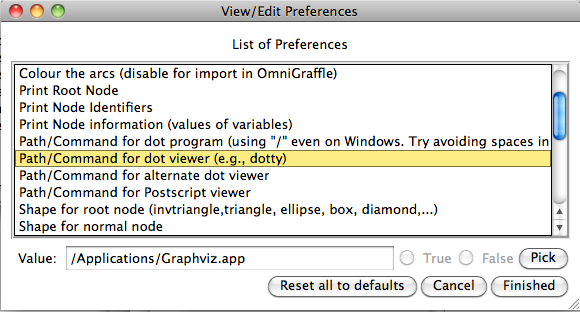 View/Edit Preferences
List of Preferences
Colour the arcs (disable for import in OmniGraffle)
Print Root Node
Print Node Identifiers
Print Node information (values of variables)
Path/Command for dot program (using "/" even on Windows. Try avoiding spaces in
Path/Command for dot viewer (e.g., dotty)
Path/Command for alternate dot viewer
Path/Command for Postscript viewer
Shape for root node (invtriangle,triangle, ellipse, box, diamond,...)
Shape for normal node
Value: /Applications/Graphviz.app True False Pick
Reset all to defaults Cancel Finished